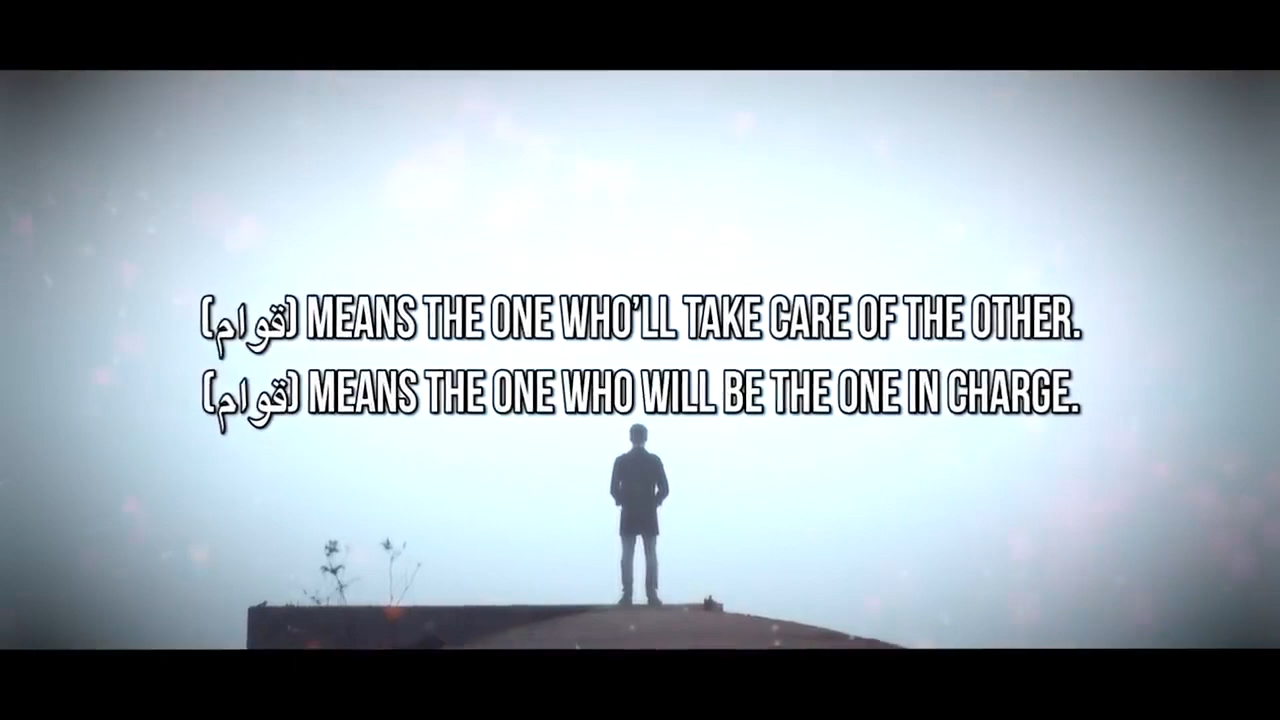 (قوام) MEANS THE ONE WHO'LL TAKE CARE OF THE OTHER.
(قوام) MEANS THE ONE WHO WILL BE THE ONE IN CHARGE.